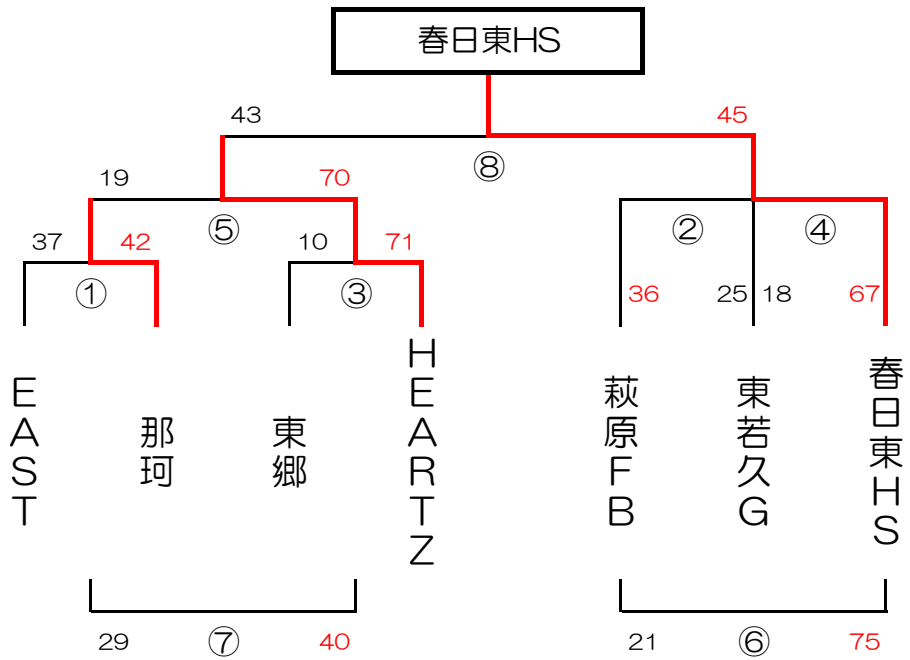 春日東HS
43 45
⑧
19 70
⑤ ② ④
37 42 10 71
① ③ 36 25 18 67
EAST
那珂
東郷
HEARTZ
萩原FB
東若久G
春日東HS
29 ⑦ 40 21 ⑥ 75